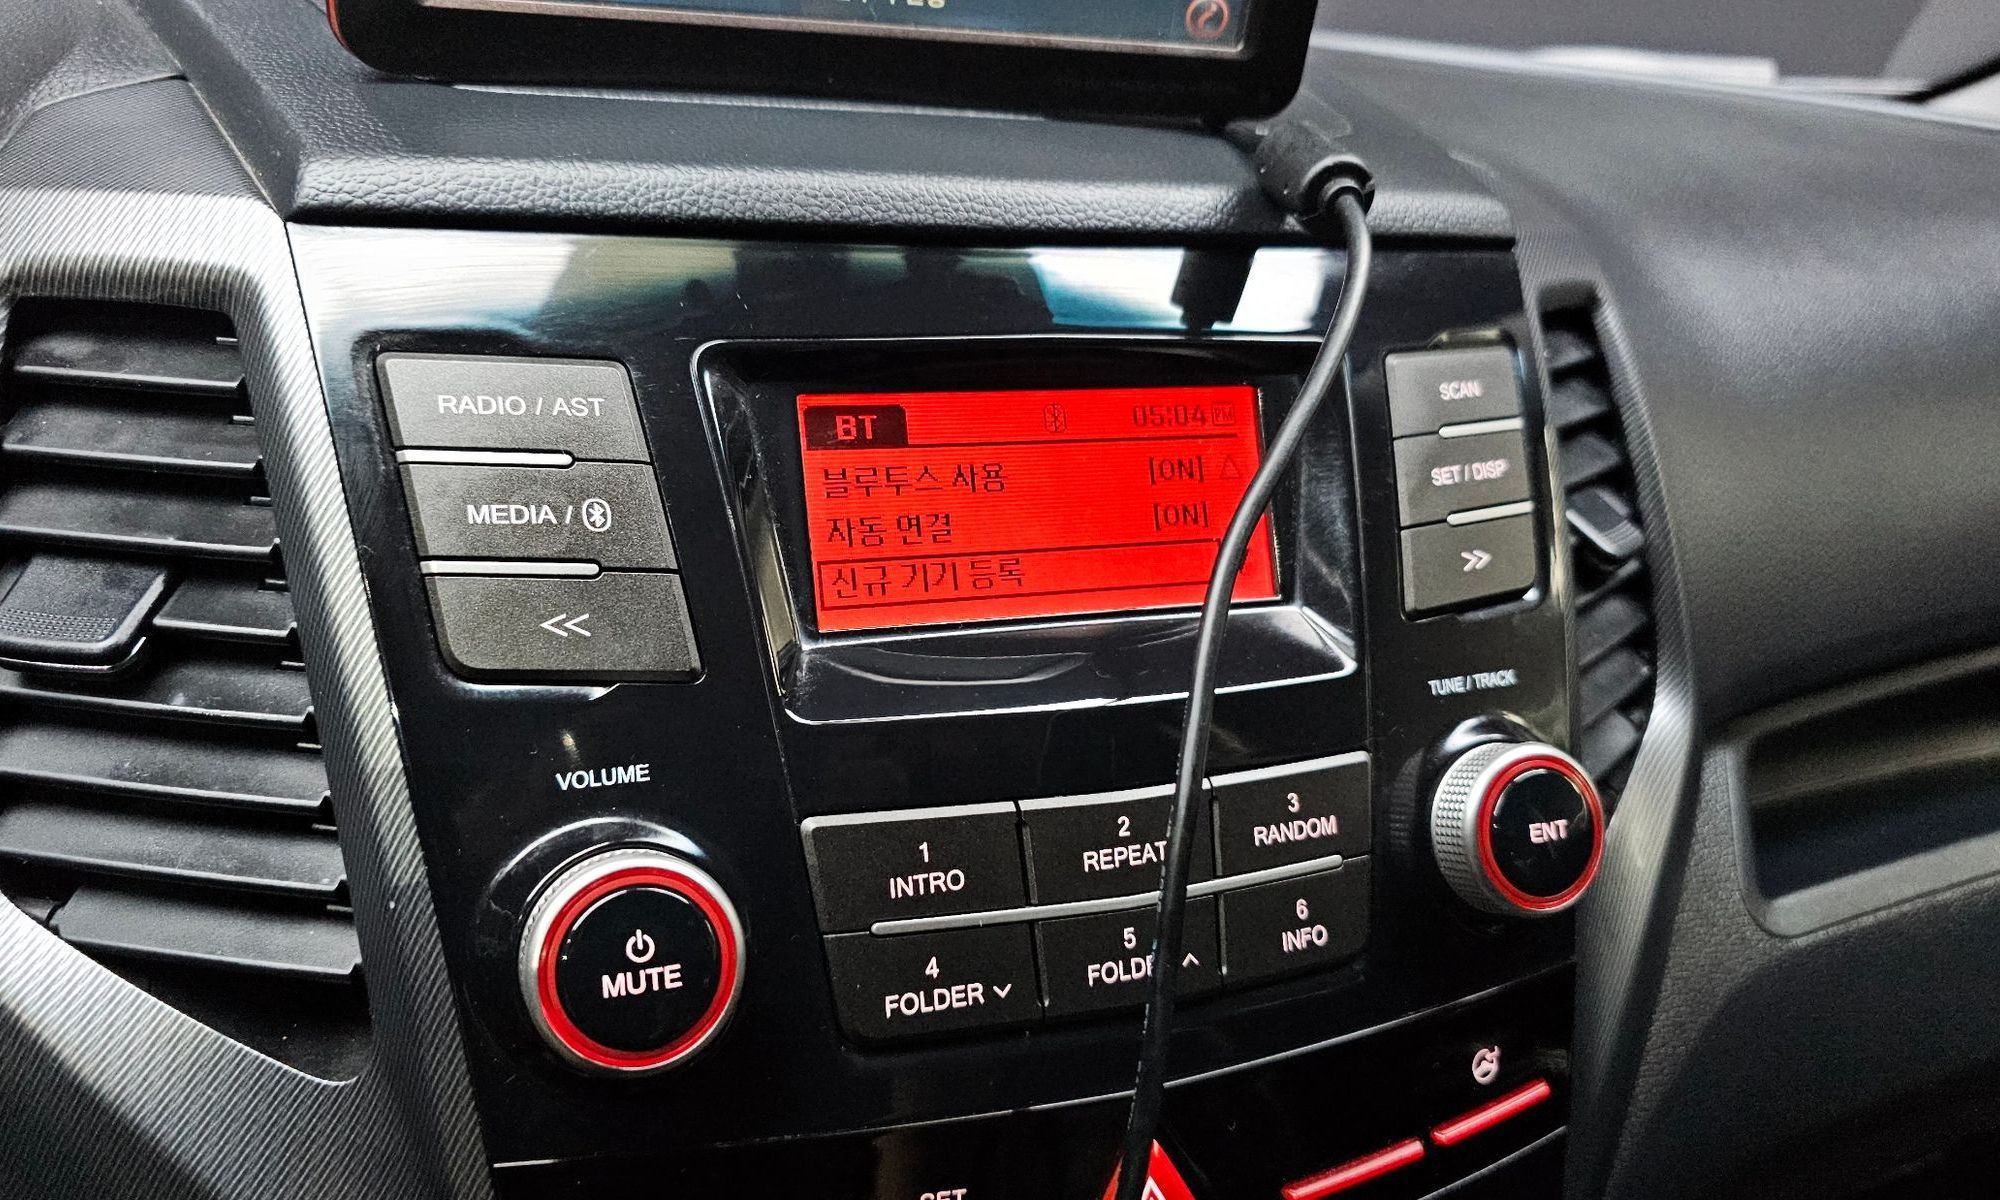 RADIO / AST
MEDIA /
<<
BT 05:04 PM
블루투스 사용 [ON]
자동 연결 [ON]
신규 기기 등록
SCAN
SET / DISP
>>
TUNE / TRACK
ENT
VOLUME
MUTE
1
INTRO
2
REPEAT
3
RANDOM
4
FOLDER
5
6
INFO